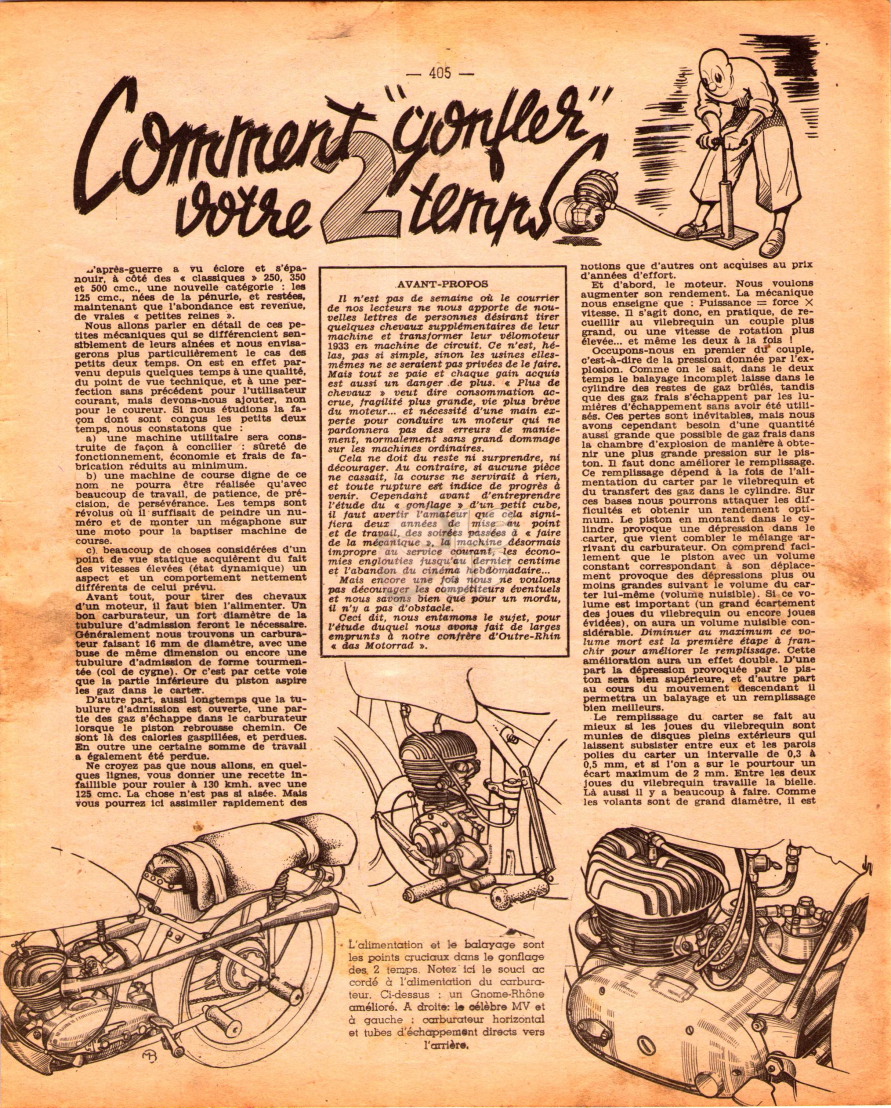 — 405 —
Comment "gonfler"
votre 2 temps
L'après-guerre a vu éclore et s'épa-
nouir, à côté des « classiques » 250, 350
et 500 cmc., une nouvelle catégorie : les
125 cmc., nées de la pénurie, et restées,
maintenant que l'abondance est revenue,
de vraies « petites reines ».
Nous allons parler en détail de ces pe-
tites mécaniques qui se différencient sen-
siblement de leurs aînées et nous envisa-
gerons plus particulièrement le cas des
petits deux temps. On est en effet par-
venu depuis quelques temps à une qualité,
du point de vue technique, et à une per-
fection sans précédent pour l'utilisateur
courant, mais devons-nous ajouter, non
pour le coureur. Si nous étudions la fa-
çon dont sont conçus les petits deux
temps, nous constatons que :
a) une machine utilitaire sera cons-
truite de façon à concilier : sûreté de
fonctionnement, économie et frais de fa-
brication réduits au minimum.
b) une machine de course digne de ce
nom ne pourra être réalisée qu'avec
beaucoup de travail, de patience, de pré-
cision, de persévérance. Les temps sont
révolus où il suffisait de peindre un nu-
méro et de monter un mégaphone sur
une moto pour la baptiser machine de
course.
c) beaucoup de choses considérées d'un
point de vue statique acquièrent du fait
des vitesses élevées (état dynamique) un
aspect et un comportement nettement
différents de celui prévu.
Avant tout, pour tirer des chevaux
d'un moteur, il faut bien l'alimenter. Un
bon carburateur, un fort diamètre de la
tubulure d'admission feront le nécessaire.
Généralement nous trouvons un carbura-
teur faisant 16 mm de diamètre, avec une
buse de même dimension ou encore une
tubulure d'admission de forme tourmen-
tée (col de cygne). Or c'est par cette voie
que la partie inférieure du piston aspire
les gaz dans le carter.
D'autre part, aussi longtemps que la tu-
bulure d'admission est ouverte, une par-
tie des gaz s'échappe dans le carburateur
lorsque le piston rebrousse chemin. Ce
sont là des calories gaspillées, et perdues.
En outre une certaine somme de travail
a également été perdue.
Ne croyez pas que nous allons, en quel-
ques lignes, vous donner une recette in-
faillible pour rouler à 130 kmh. avec une
125 cmc. La chose n'est pas si aisée. Mais
vous pourrez ici assimiler rapidement des
AVANT-PROPOS
Il n'est pas de semaine où le courrier
de nos lecteurs ne nous apporte de nou-
velles lettres de personnes désirant tirer
quelques chevaux supplémentaires de leur
machine et transformer leur vélomoteur
1933 en machine de circuit. Ce n'est, hé-
las, pas si simple, sinon les usines elles-
mêmes ne se seraient pas privées de le faire.
Mais tout se paie et chaque gain acquis
est aussi un danger de plus. « Plus de
chevaux » veut dire consommation ac-
crue, fragilité plus grande, vie plus brève
du moteur... et nécessité d'une main ex-
perte pour conduire un moteur qui ne
pardonnera pas des erreurs de manie-
ment, normalement sans grand dommage
sur les machines ordinaires.
Cela ne doit du reste ni surprendre, ni
décourager. Au contraire, si aucune pièce
ne cassait, la course ne servirait à rien,
et toute rupture est indice de progrès à
venir. Cependant avant d'entreprendre
l'étude du « gonflage » d'un petit cube,
il faut avertir l'amateur que cela signi-
fiera deux années de mise au point
et de travail, des soirées passées à « faire
de la mécanique », la machine désormais
impropre au service courant, les écono-
mies englouties jusqu'au dernier centime
et l'abandon du cinéma hebdomadaire...
Mais encore une fois nous ne voulons
pas décourager les compétiteurs éventuels
et nous savons bien que pour un mordu,
il n'y a pas d'obstacle.
Ceci dit, nous entamons le sujet, pour
l'étude duquel nous avons fait de larges
emprunts à notre confrère d'Outre-Rhin
« das Motorrad ».
notions que d'autres ont acquises au prix
d'années d'effort.
Et d'abord, le moteur. Nous voulons
augmenter son rendement. La mécanique
nous enseigne que : Puissance = force ×
vitesse. Il s'agit donc, en pratique, de re-
cueillir au vilebrequin un couple plus
grand, ou une vitesse de rotation plus
élevée... et même les deux à la fois !
Occupons-nous en premier du couple,
c'est-à-dire de la pression donnée par l'ex-
plosion. Comme on le sait, dans le deux
temps le balayage incomplet laisse dans le
cylindre des restes de gaz brûlés, tandis
que des gaz frais s'échappent par les lu-
mières d'échappement sans avoir été utili-
sés. Ces pertes sont inévitables, mais nous
avons cependant besoin d'une quantité
aussi grande que possible de gaz frais dans
la chambre d'explosion de manière à obte-
nir une plus grande pression sur le pis-
ton. Il faut donc améliorer le remplissage.
Ce remplissage dépend à la fois de l'ali-
mentation du carter par le vilebrequin et
du transfert des gaz dans le cylindre. Sur
ces bases nous pourrons attaquer les dif-
ficultés et obtenir un rendement opti-
mum. Le piston en montant dans le cy-
lindre provoque une dépression dans le
carter, que vient combler le mélange ar-
rivant du carburateur. On comprend faci-
lement que le piston avec un volume
constant correspondant à son déplace-
ment provoque des dépressions plus ou
moins grandes suivant le volume du car-
ter lui-même (volume nuisible). Si ce vo-
lume est important (un grand écartement
des joues du vilebrequin ou encore joues
évidées), on aura un volume nuisible con-
sidérable. Diminuer au maximum ce vo-
lume mort est la première étape à fran-
chir pour améliorer le remplissage. Cette
amélioration aura un effet double. D'une
part la dépression provoquée par le pis-
ton sera bien supérieure, et d'autre part
au cours du mouvement descendant il
permettra un balayage et un remplissage
bien meilleurs.
Le remplissage du carter se fait au
mieux si les joues du vilebrequin sont
munies de disques pleins extérieurs qui
laissent subsister entre eux et les parois
polies du carter un intervalle de 0,3 à
0,5 mm, et si l'on a sur le pourtour un
écart maximum de 2 mm. Entre les deux
joues du vilebrequin travaille la bielle.
Là aussi il y a beaucoup à faire. Comme
les volants sont de grand diamètre, il est
L'alimentation et le balayage sont
les points cruciaux dans le gonflage
des 2 temps. Notez ici le souci ac
cordé à l'alimentation du carbura-
teur. Ci-dessus : un Gnome-Rhône
amélioré. A droite: le célèbre MV et
à gauche : carburateur horizontal
et tubes d'échappement directs vers
l'arrière.